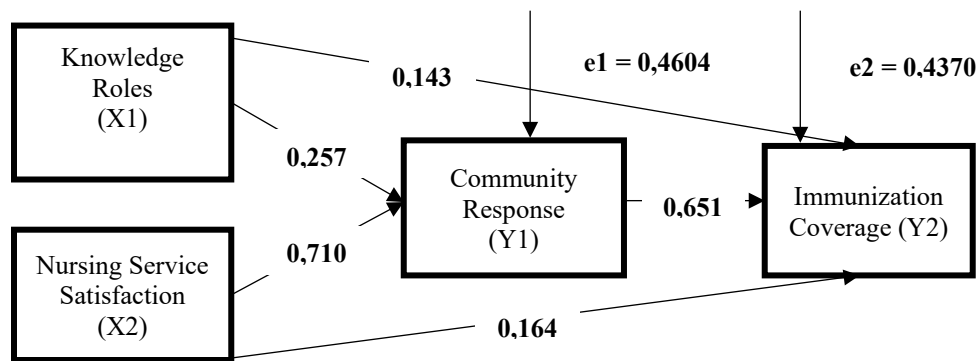 Knowledge
Roles
(X1)
0,143
e1 = 0,4604
e2 = 0,4370
0,257
Community
Response
(Y1)
0,651
Immunization
Coverage (Y2)
Nursing Service
Satisfaction
(X2)
0,710
0,164